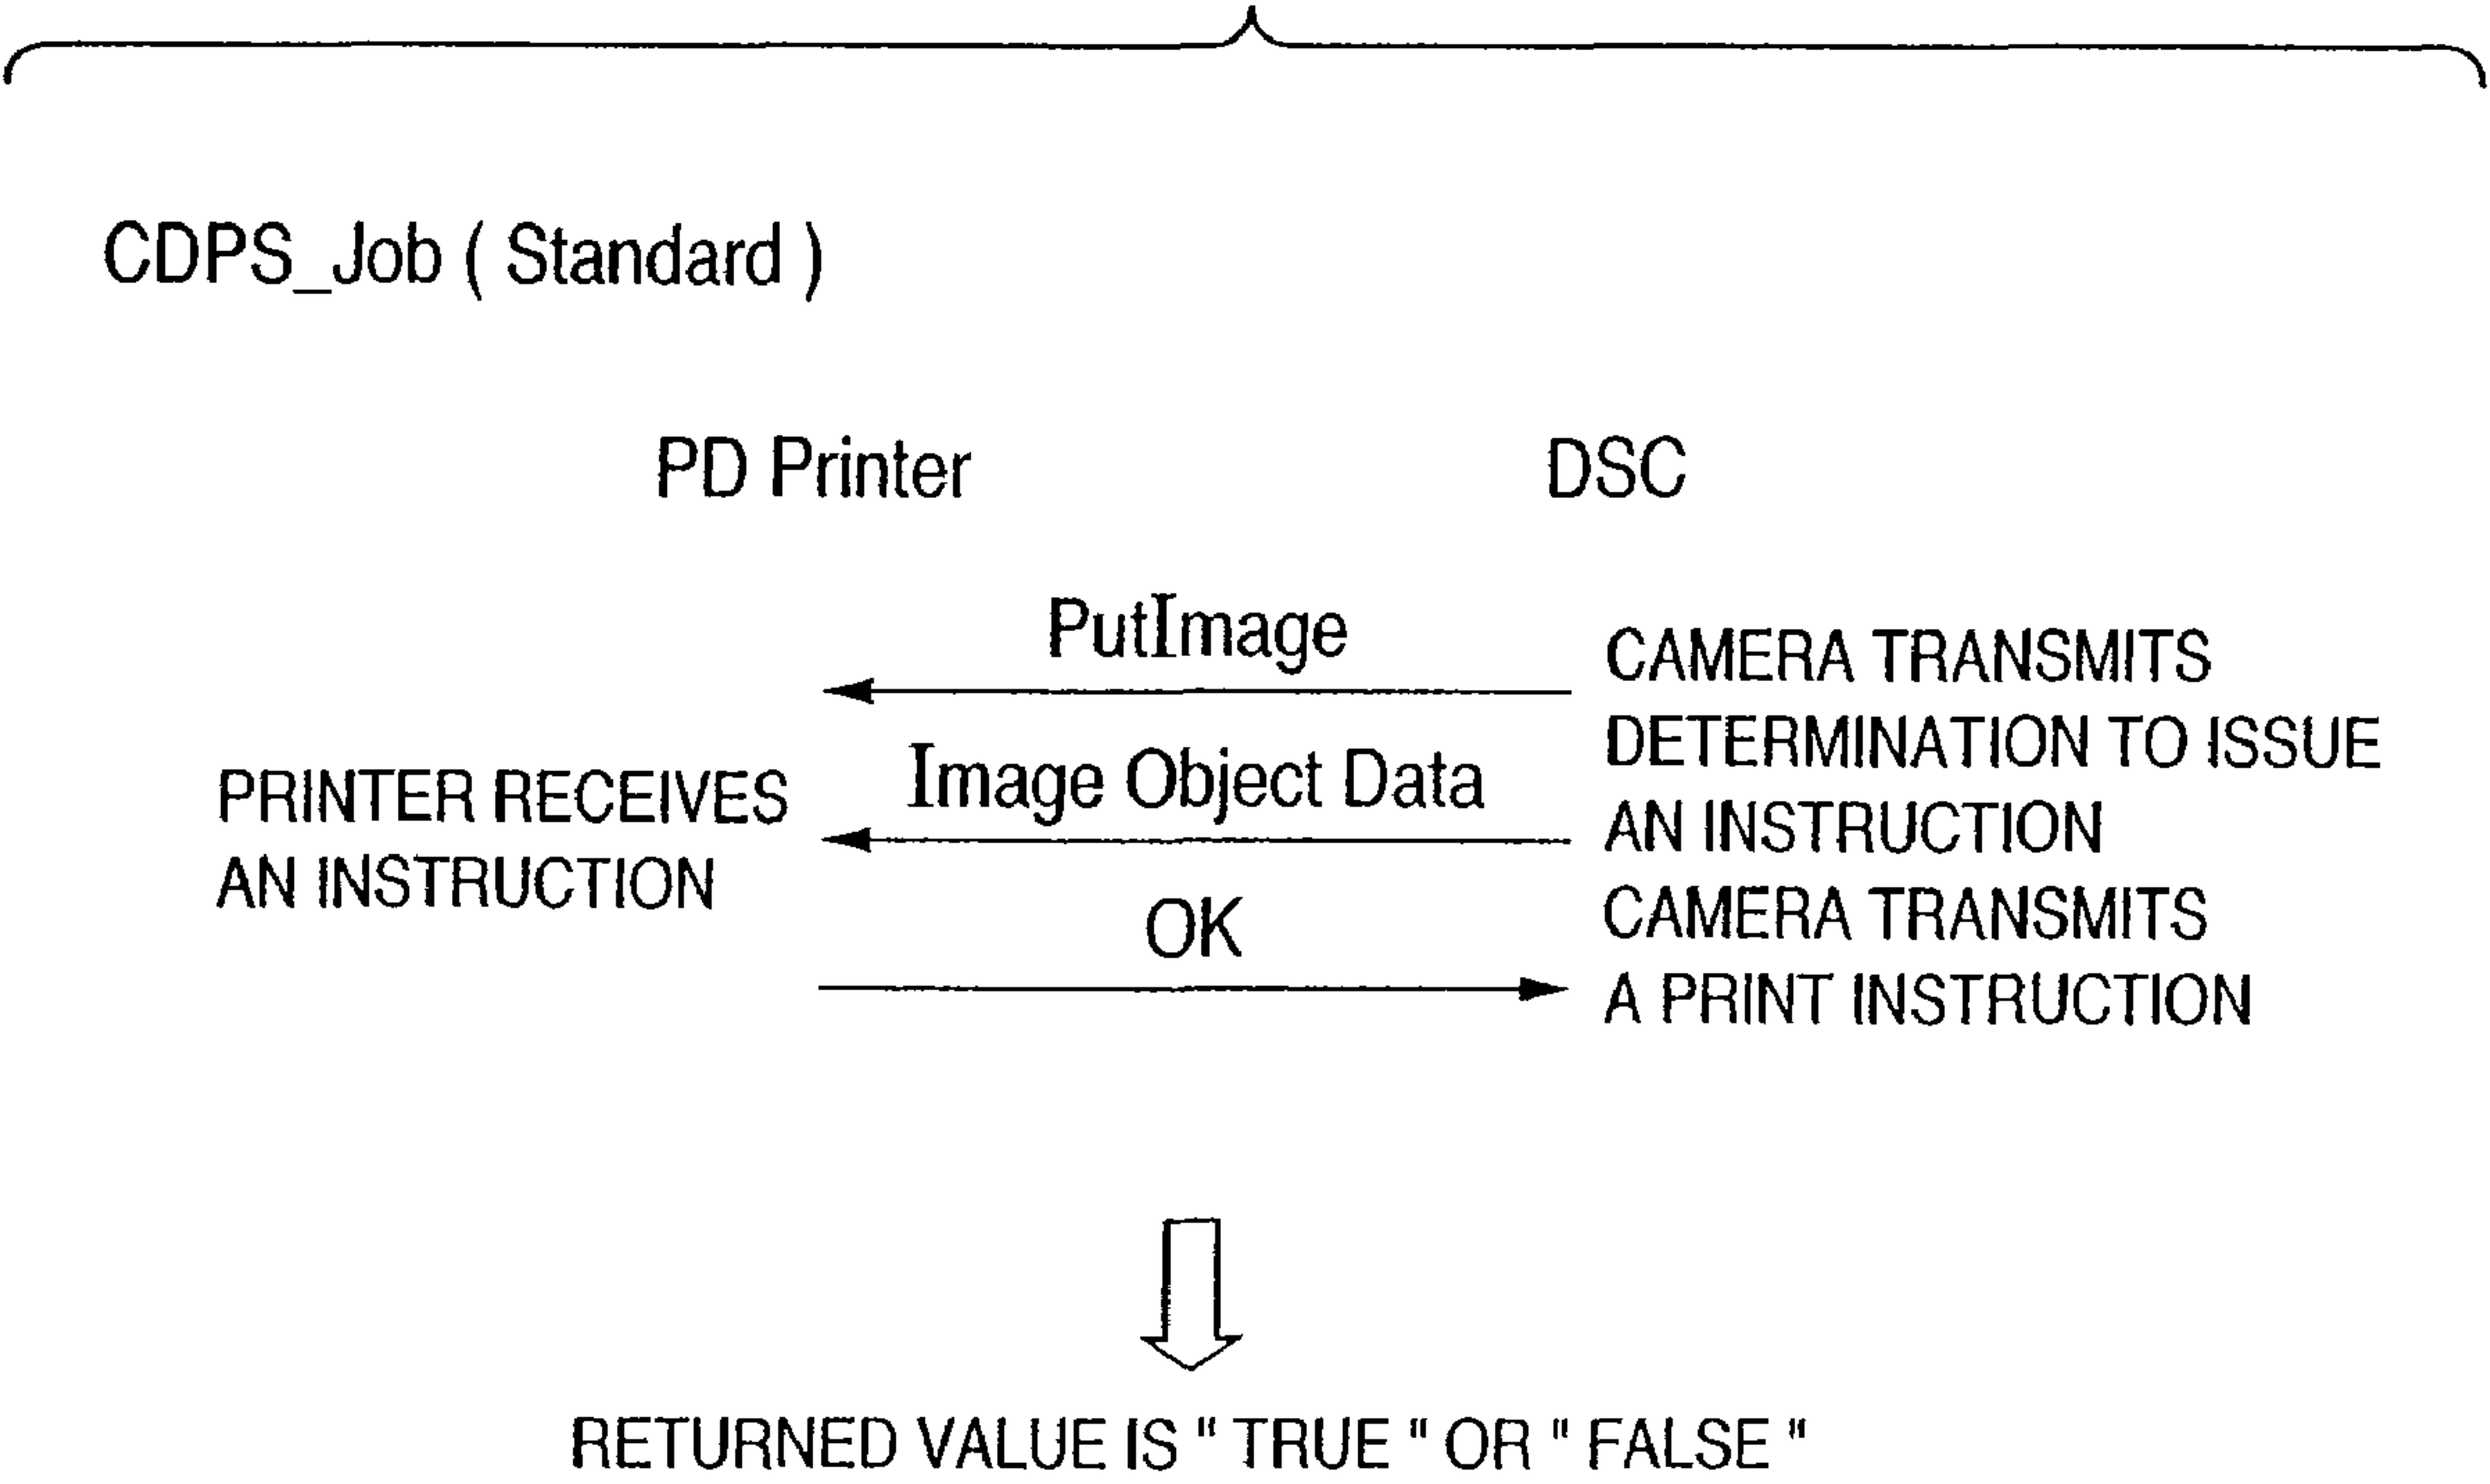 CDPS_Job ( Standard )
PD Printer
DSC
PutImage
Image Object Data
OK
PRINTER RECEIVES
AN INSTRUCTION
CAMERA TRANSMITS
DETERMINATION TO ISSUE
AN INSTRUCTION
CAMERA TRANSMITS
A PRINT INSTRUCTION
RETURNED VALUE IS " TRUE " OR " FALSE "